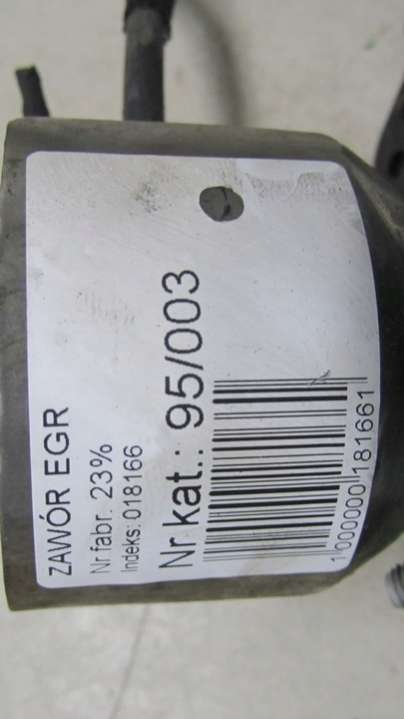 ZAWÓR EGR
Nr fabr. 23%
Indeks: 018166
Nr kat.: 95/003
1000000181661